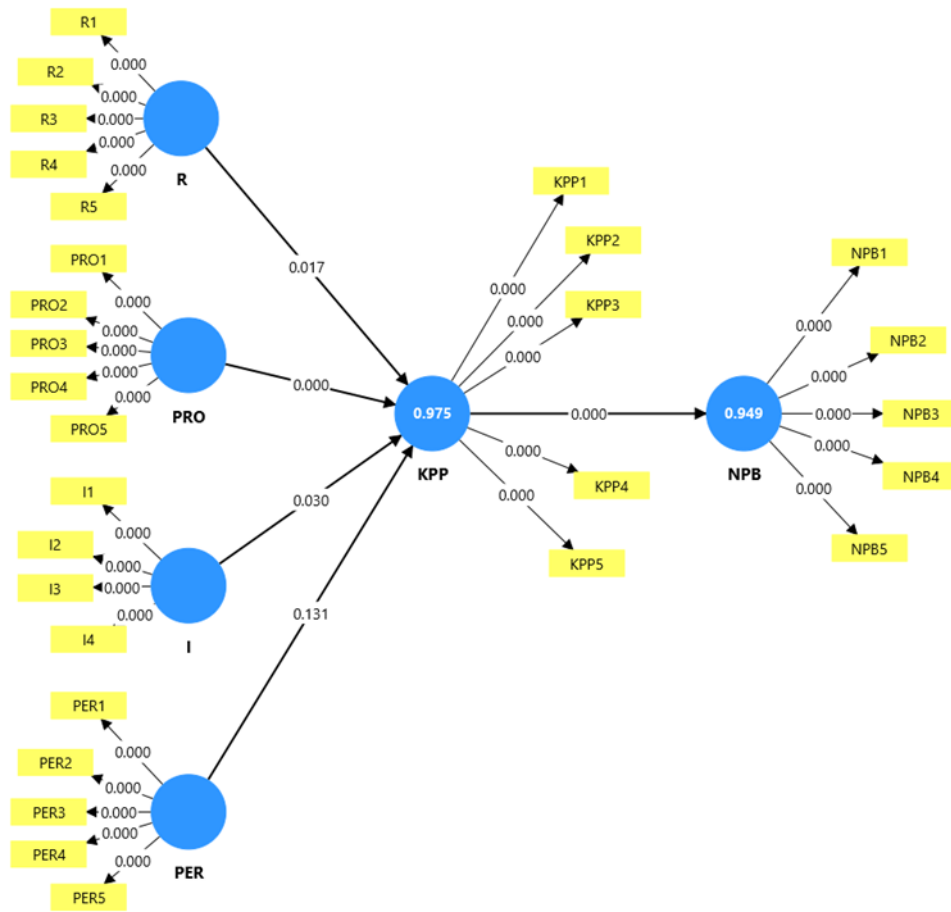 R1
0.000
R2
0.000
R3
0.000
R4
0.000
R5
0.000
R
PRO1
0.000
PRO2
0.000
PRO3
0.000
PRO4
0.000
PRO5
0.000
PRO
I1
0.000
I2
0.000
I3
0.000
I4
0.000
I
PER1
0.000
PER2
0.000
PER3
0.000
PER4
0.000
PER5
0.000
PER
0.017
0.000
0.030
0.131
0.975
KPP
KPP1
0.000
KPP2
0.000
KPP3
0.000
KPP4
0.000
KPP5
0.000
0.000
0.949
NPB
NPB1
0.000
NPB2
0.000
NPB3
0.000
NPB4
0.000
NPB5
0.000